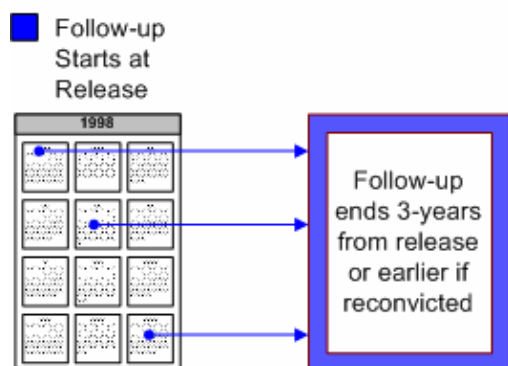 Follow-up
Starts at
Release
1998
Follow-up
ends 3-years
from release
or earlier if
reconvicted